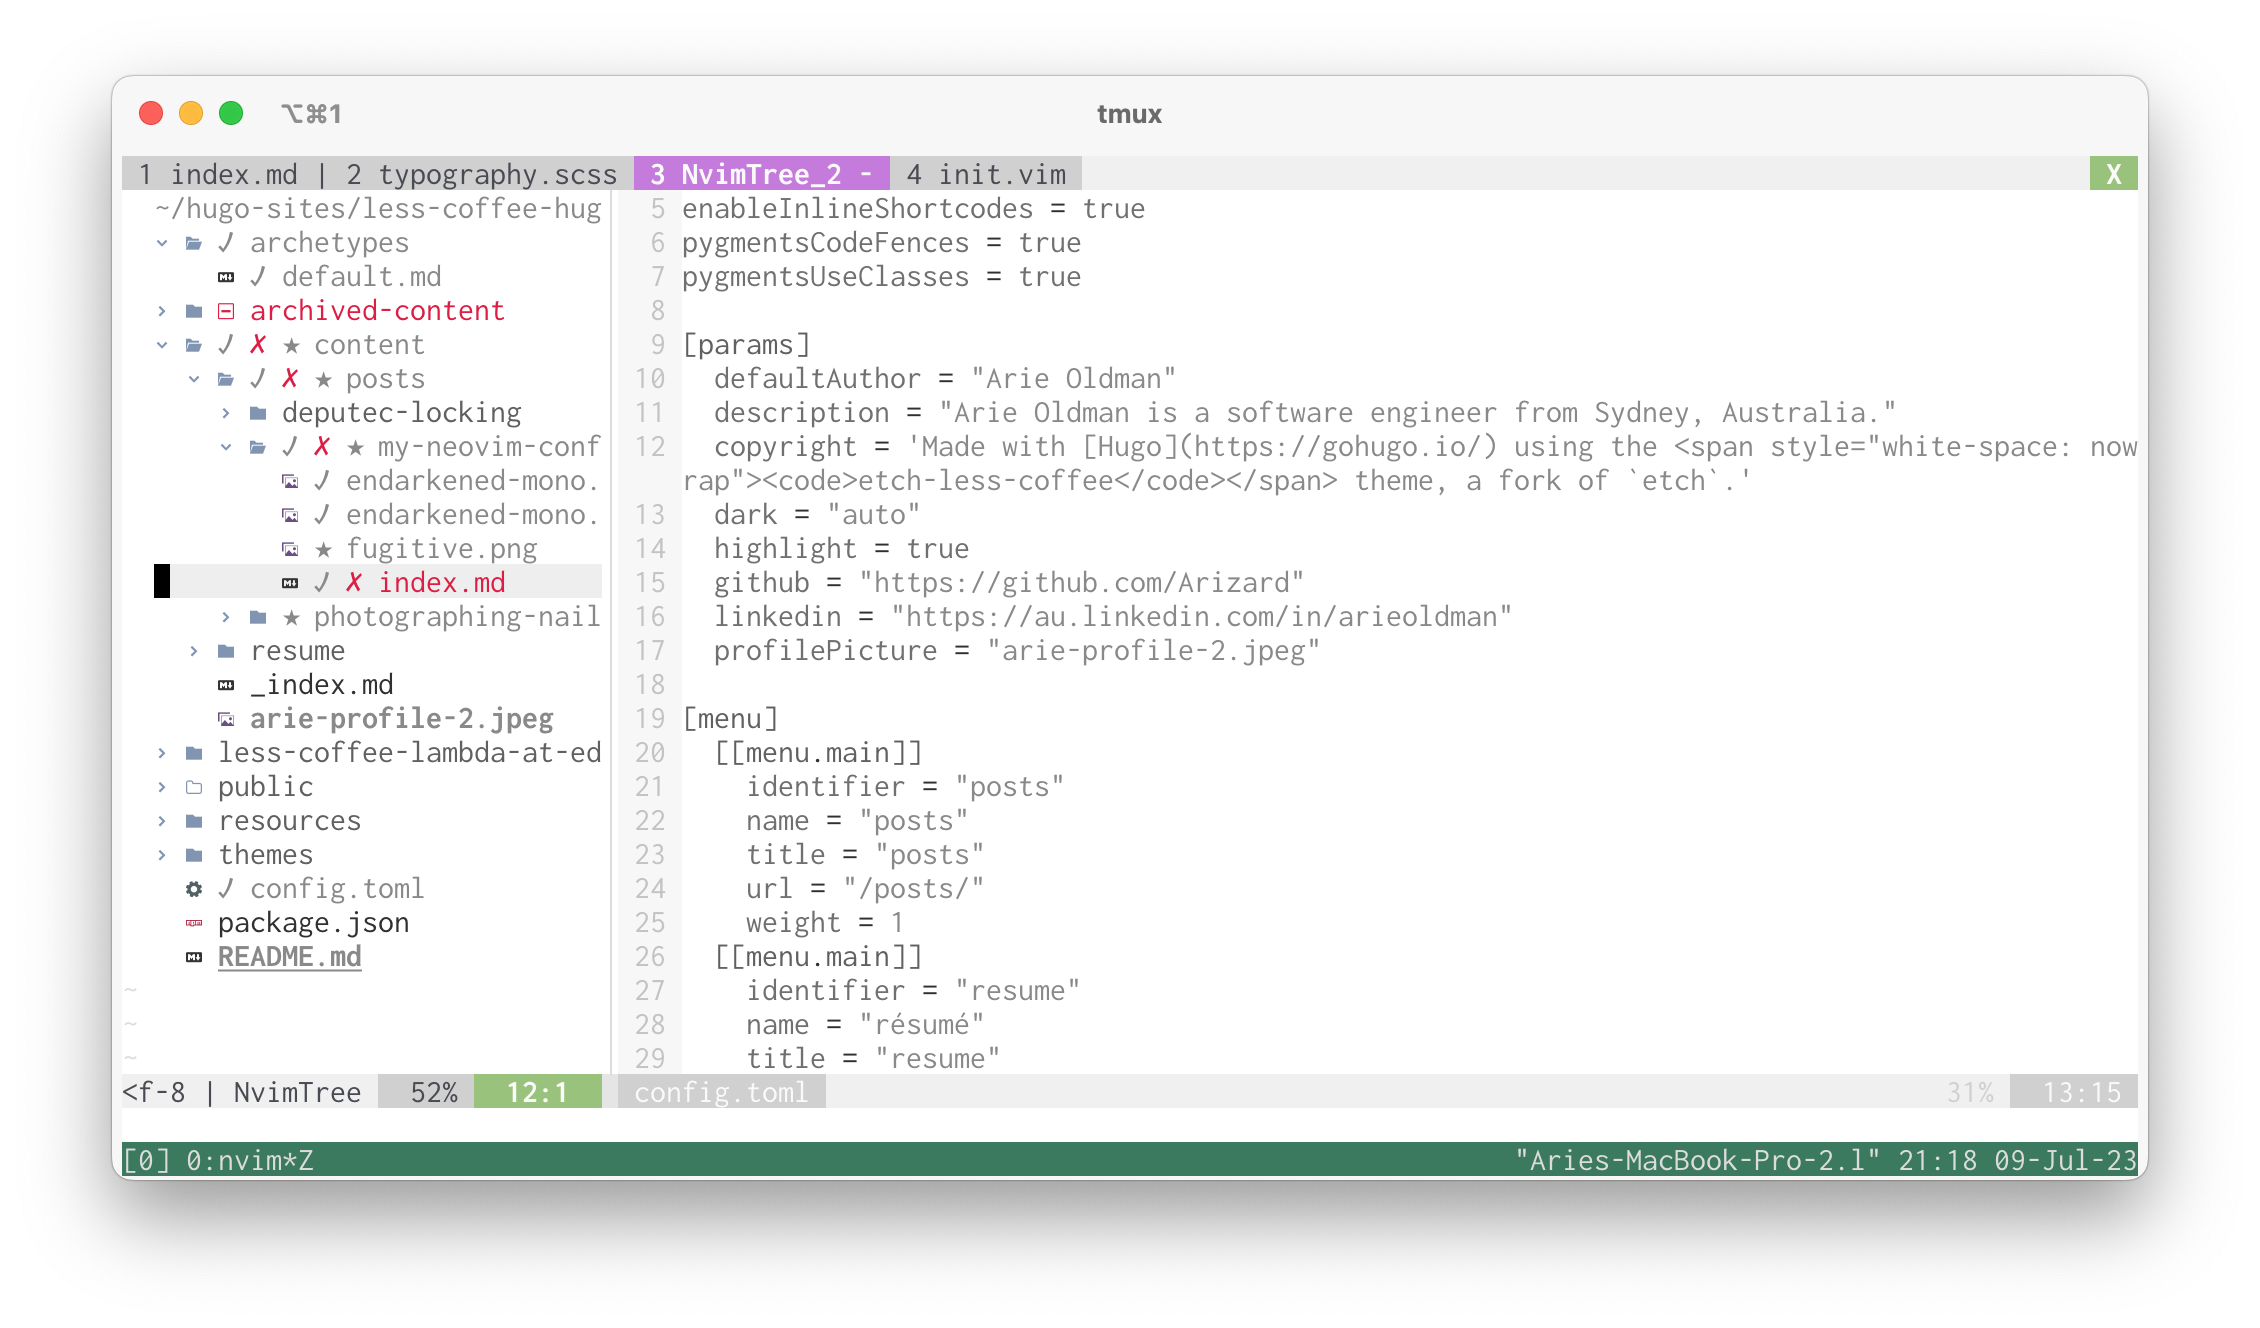 ⌥⌘1
tmux
1 index.md | 2 typography.scss 3 NvimTree_2 - 4 init.vim X
~/hugo-sites/less-coffee-hug
archetypes
default.md
archived-content
✓ ✗ ★ content
✓ ✗ ★ posts
deputec-locking
✓ ✗ ★ my-neovim-conf
✓ endarkened-mono.
✓ endarkened-mono.
★ fugitive.png
✓ ✗ index.md
★ photographing-nail
resume
_index.md
arie-profile-2.jpeg
less-coffee-lambda-at-ed
public
resources
themes
✓ config.toml
package.json
README.md
~
~
~
<f-8 | NvimTree 52% 12:1
5 enableInlineShortcodes = true
6 pygmentsCodeFences = true
7 pygmentsUseClasses = true
8
9 [params]
10 defaultAuthor = "Arie Oldman"
11 description = "Arie Oldman is a software engineer from Sydney, Australia."
12 copyright = 'Made with [Hugo](https://gohugo.io/) using the <span style="white-space: now
rap"><code>etch-less-coffee</code></span> theme, a fork of `etch`.'
13 dark = "auto"
14 highlight = true
15 github = "https://github.com/Arizard"
16 linkedin = "https://au.linkedin.com/in/arieoldman"
17 profilePicture = "arie-profile-2.jpeg"
18
19 [menu]
20 [[menu.main]]
21 identifier = "posts"
22 name = "posts"
23 title = "posts"
24 url = "/posts/"
25 weight = 1
26 [[menu.main]]
27 identifier = "resume"
28 name = "résumé"
29 title = "resume"
config.toml 31% 13:15
[0] 0:nvim*Z "Aries-MacBook-Pro-2.l" 21:18 09-Jul-23